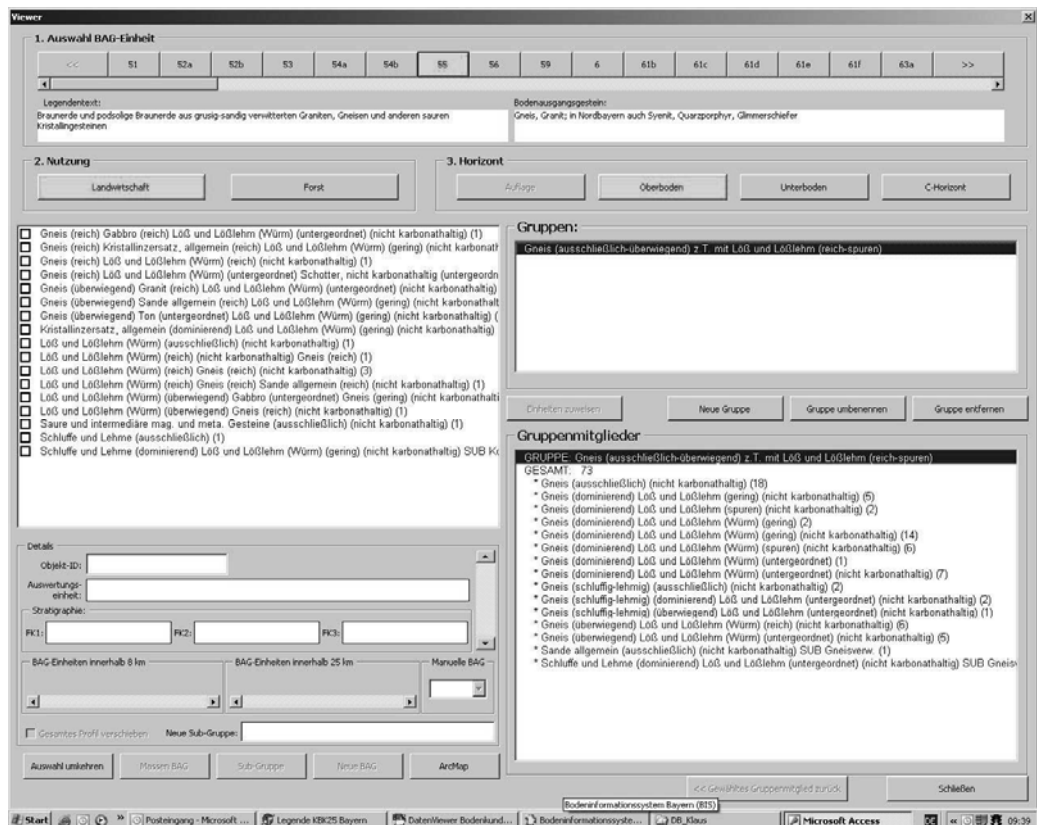 Viewer
1. Auswahl BAG-Einheit
<< 51 52a 52b 53 54a 54b 55 56 59 6 61b 61c 61d 61e 61f 63a >>
Legendentext:
Braunerde und podsolige Braunerde aus grusig-sandig verwitterten Graniten, Gneisen und anderen sauren
Kristallingesteinen
Bodenausgangsgestein:
Gneis, Granit; in Nordbayern auch Syenit, Quarzporphyr, Glimmerschiefer
2. Nutzung
Landwirtschaft Forst
3. Horizont
Auflage Oberboden Unterboden C-Horizont
Gneis (reich) Gabbro (reich) Löß und Lößlehm (Würm) (untergeordnet) (nicht karbonathaltig) (1)
Gneis (reich) Kristallinzersatz, allgemein (reich) Löß und Lößlehm (Würm) (gering) (nicht karbonath
Gneis (reich) Löß und Lößlehm (Würm) (reich) (nicht karbonathaltig) (1)
Gneis (reich) Löß und Lößlehm (Würm) (untergeordnet) Schotter, nicht karbonathaltig (untergeordn
Gneis (überwiegend) Granit (reich) Löß und Lößlehm (Würm) (untergeordnet) (nicht karbonathaltig) (1)
Gneis (überwiegend) Sande allgemein (reich) Löß und Lößlehm (Würm) (gering) (nicht karbonathalt
Gneis (überwiegend) Ton (untergeordnet) Löß und Lößlehm (Würm) (gering) (nicht karbonathaltig) (
Kristallinzersatz, allgemein (dominierend) Löß und Lößlehm (Würm) (gering) (nicht karbonathaltig)
Löß und Lößlehm (Würm) (ausschließlich) (nicht karbonathaltig) (1)
Löß und Lößlehm (Würm) (reich) (nicht karbonathaltig) Gneis (reich) (1)
Löß und Lößlehm (Würm) (reich) Gneis (reich) (nicht karbonathaltig) (3)
Löß und Lößlehm (Würm) (reich) Gneis (reich) Sande allgemein (reich) (nicht karbonathaltig) (1)
Löß und Lößlehm (Würm) (überwiegend) Gabbro (untergeordnet) Gneis (gering) (nicht karbonathalti
Löß und Lößlehm (Würm) (überwiegend) Gneis (reich) (nicht karbonathaltig) (1)
Saure und intermediäre mag. und meta. Gesteine (ausschließlich) (nicht karbonathaltig) (1)
Schluffe und Lehme (ausschließlich) (1)
Schluffe und Lehme (dominierend) Löß und Lößlehm (Würm) (gering) (nicht karbonathaltig) SUB Ko
Gruppen:
Gneis (ausschließlich-überwiegend) z.T. mit Löß und Lößlehm (reich-spuren)
Einheiten zuweisen Neue Gruppe Gruppe umbenennen Gruppe entfernen
Gruppenmitglieder
GRUPPE: Gneis (ausschließlich-überwiegend) z.T. mit Löß und Lößlehm (reich-spuren)
GESAMT: 73
* Gneis (ausschließlich) (nicht karbonathaltig) (18)
* Gneis (dominierend) Löß und Lößlehm (gering) (nicht karbonathaltig) (5)
* Gneis (dominierend) Löß und Lößlehm (spuren) (nicht karbonathaltig) (2)
* Gneis (dominierend) Löß und Lößlehm (Würm) (gering) (2)
* Gneis (dominierend) Löß und Lößlehm (Würm) (gering) (nicht karbonathaltig) (14)
* Gneis (dominierend) Löß und Lößlehm (Würm) (spuren) (nicht karbonathaltig) (6)
* Gneis (dominierend) Löß und Lößlehm (Würm) (untergeordnet) (1)
* Gneis (dominierend) Löß und Lößlehm (Würm) (untergeordnet) (nicht karbonathaltig) (7)
* Gneis (schluffig-lehmig) (ausschließlich) (nicht karbonathaltig) (2)
* Gneis (schluffig-lehmig) (dominierend) Löß und Lößlehm (untergeordnet) (nicht karbonathaltig) (2)
* Gneis (schluffig-lehmig) (überwiegend) Löß und Lößlehm (untergeordnet) (nicht karbonathaltig) (1)
* Gneis (überwiegend) Löß und Lößlehm (Würm) (reich) (nicht karbonathaltig) (6)
* Gneis (überwiegend) Löß und Lößlehm (Würm) (untergeordnet) (nicht karbonathaltig) (5)
* Sande allgemein (ausschließlich) (nicht karbonathaltig) SUB Gneisverw. (1)
* Schluffe und Lehme (dominierend) Löß und Lößlehm (untergeordnet) (nicht karbonathaltig) SUB Gneisv
Details
Objekt-ID:
Auswertungs-
einheit:
Stratigraphie:
FK1: FK2: FK3:
BAG-Einheiten innerhalb 8 km BAG-Einheiten innerhalb 25 km Manuelle BAG
Gesamtes Profil verschieben Neue Sub-Gruppe:
Auswahl umkehren Massen BAG Sub-Gruppe Neue BAG ArcMap
<< Gewähltes Gruppenmitglied zurück Schließen
Bodeninformationssystem Bayern (BIS)
Start » Posteingang - Microsoft ... Legende KBK25 Bayern DatenViewer Bodenkund... Bodeninformationssyste... DB_Klaus Microsoft Access DE « 09:39